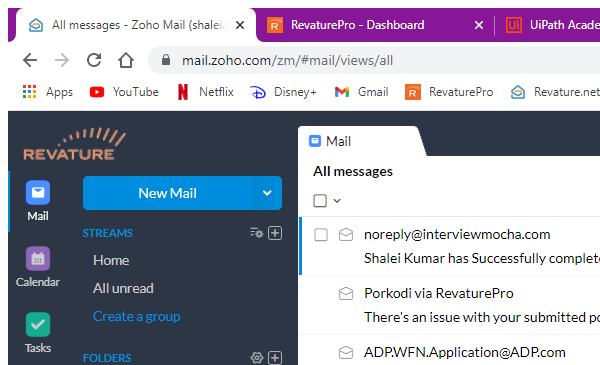 All messages - Zoho Mail (shalei.
RevaturePro - Dashboard
UiPath Acade
mail.zoho.com/zm/#mail/views/all
Apps
YouTube
Netflix
Disney+
Gmail
RevaturePro
Revature.net
REVATURE
Mail
All messages
New Mail
Mail
STREAMS
noreply@interviewmocha.com
Shalei Kumar has Successfully complete
Home
Calendar
All unread
Porkodi via RevaturePro
There's an issue with your submitted po
Create a group
Tasks
FOLDERS
ADP.WFN.Application@ADP.com